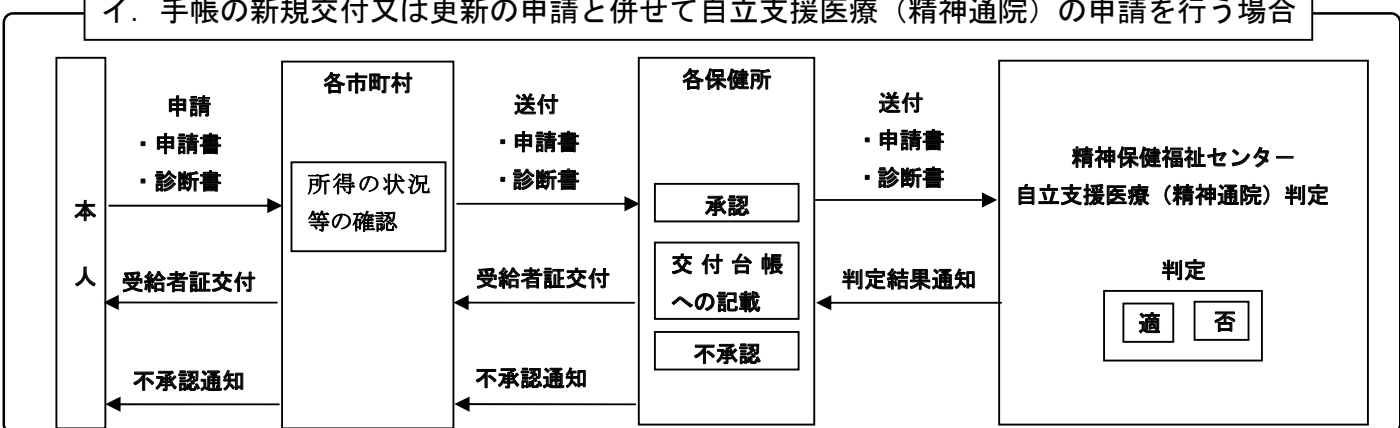 イ．手帳の新規交付又は更新の申請と併せて自立支援医療（精神通院）の申請を行う場合
本
人
申請
・申請書
・診断書
受給者証交付
不承認通知
各市町村
所得の状況
等の確認
送付
・申請書
・診断書
受給者証交付
不承認通知
各保健所
承認
交付台帳
への記載
不承認
送付
・申請書
・診断書
判定結果通知
精神保健福祉センター
自立支援医療（精神通院）判定
判定
適
否